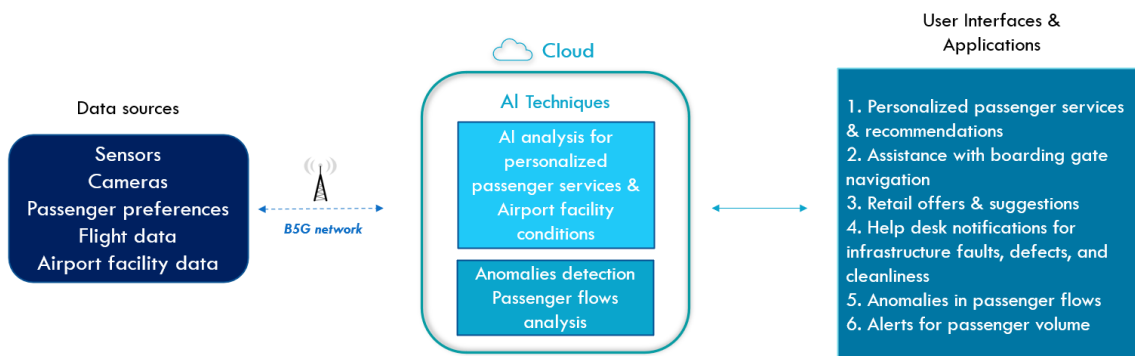 Data sources
Sensors
Cameras
Passenger preferences
Flight data
Airport facility data
B5G network
Cloud
AI Techniques
AI analysis for
personalized
passenger services &
Airport facility
conditions
Anomalies detection
Passenger flows
analysis
User Interfaces &
Applications
1. Personalized passenger services
& recommendations
2. Assistance with boarding gate
navigation
3. Retail offers & suggestions
4. Help desk notifications for
infrastructure faults, defects, and
cleanliness
5. Anomalies in passenger flows
6. Alerts for passenger volume